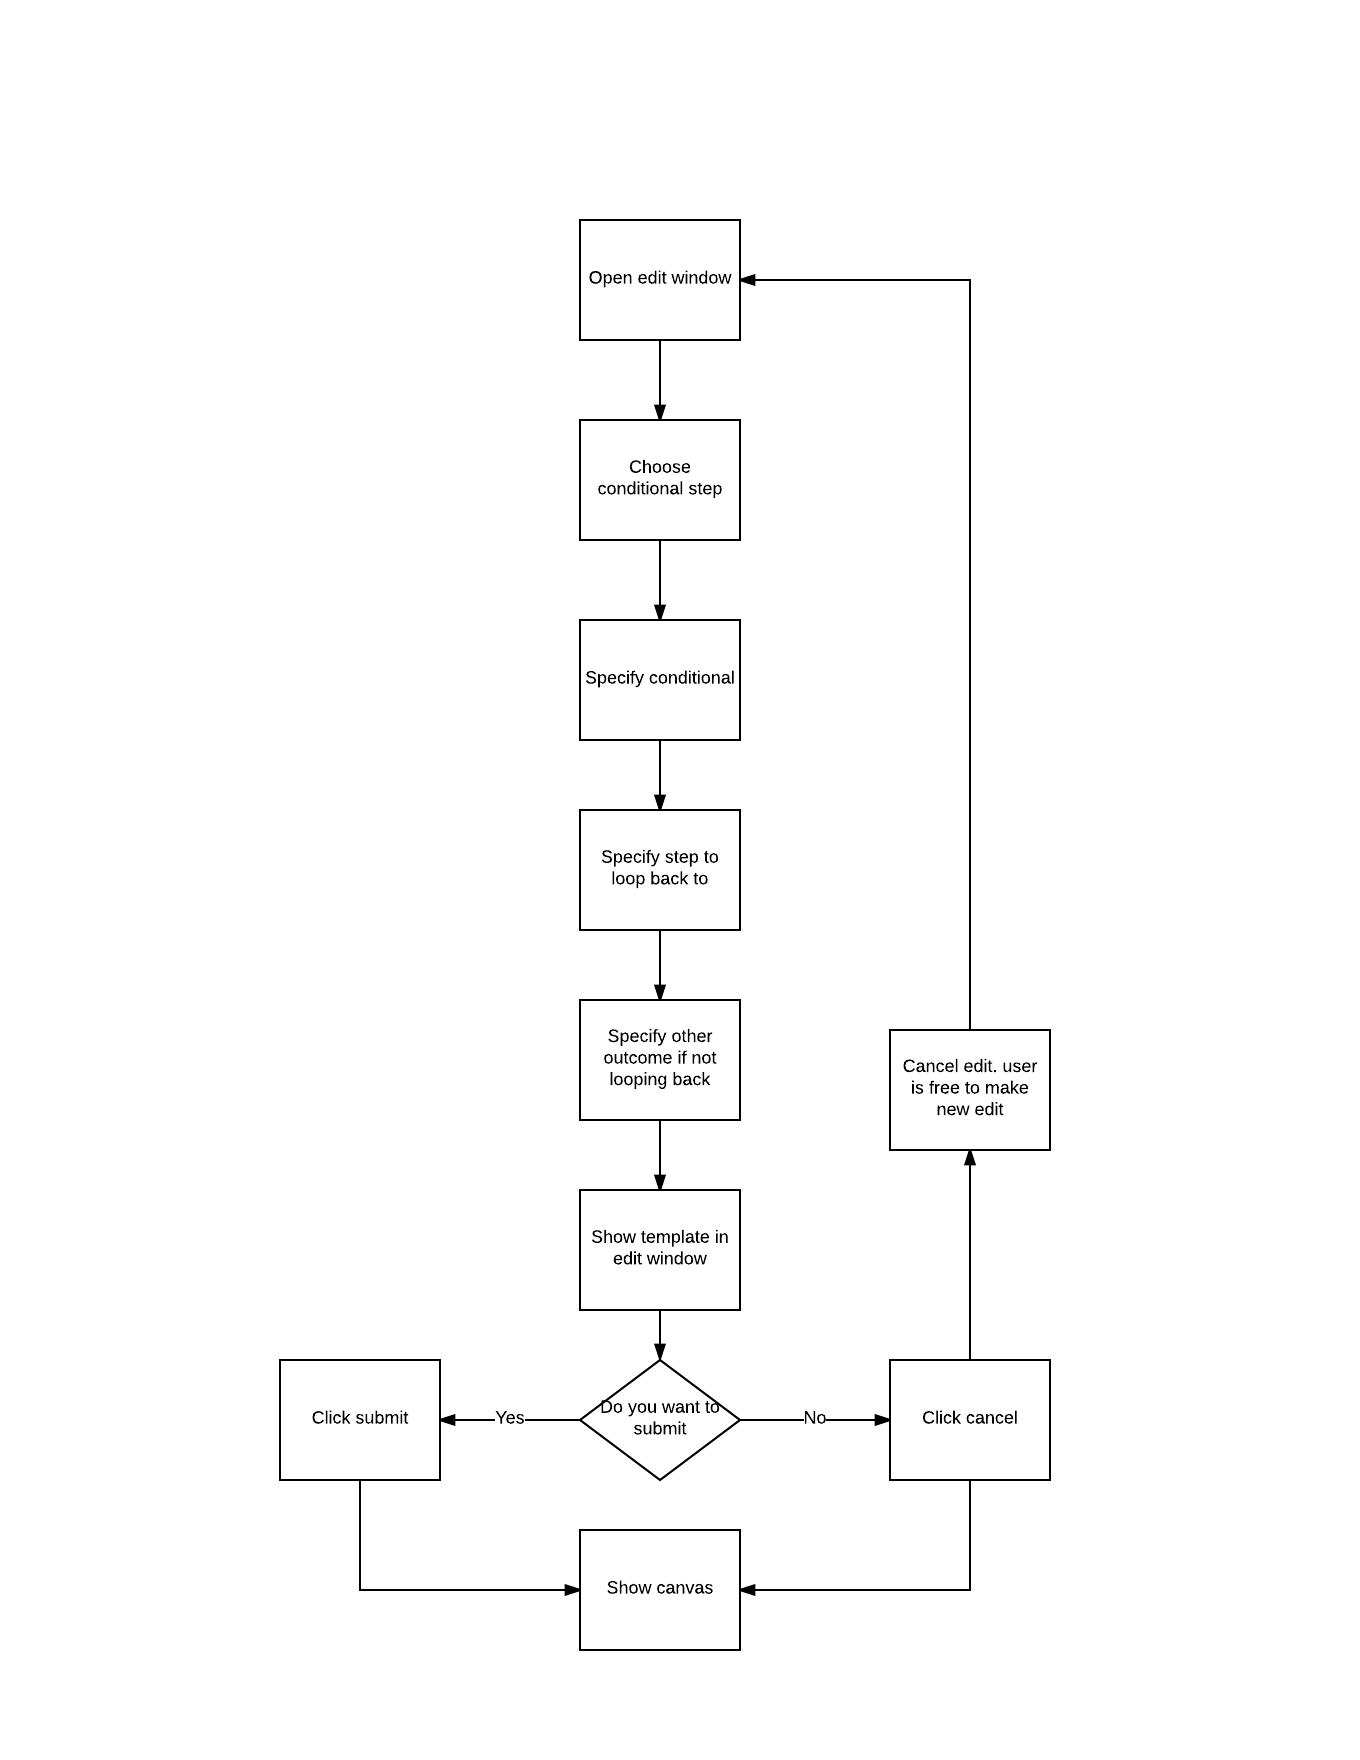 Open edit window
Choose
conditional step
Specify conditional
Specify step to
loop back to
Specify other
outcome if not
looping back
Cancel edit. user
is free to make
new edit
Show template in
edit window
Click submit
Yes
Do you want to
submit
No
Click cancel
Show canvas